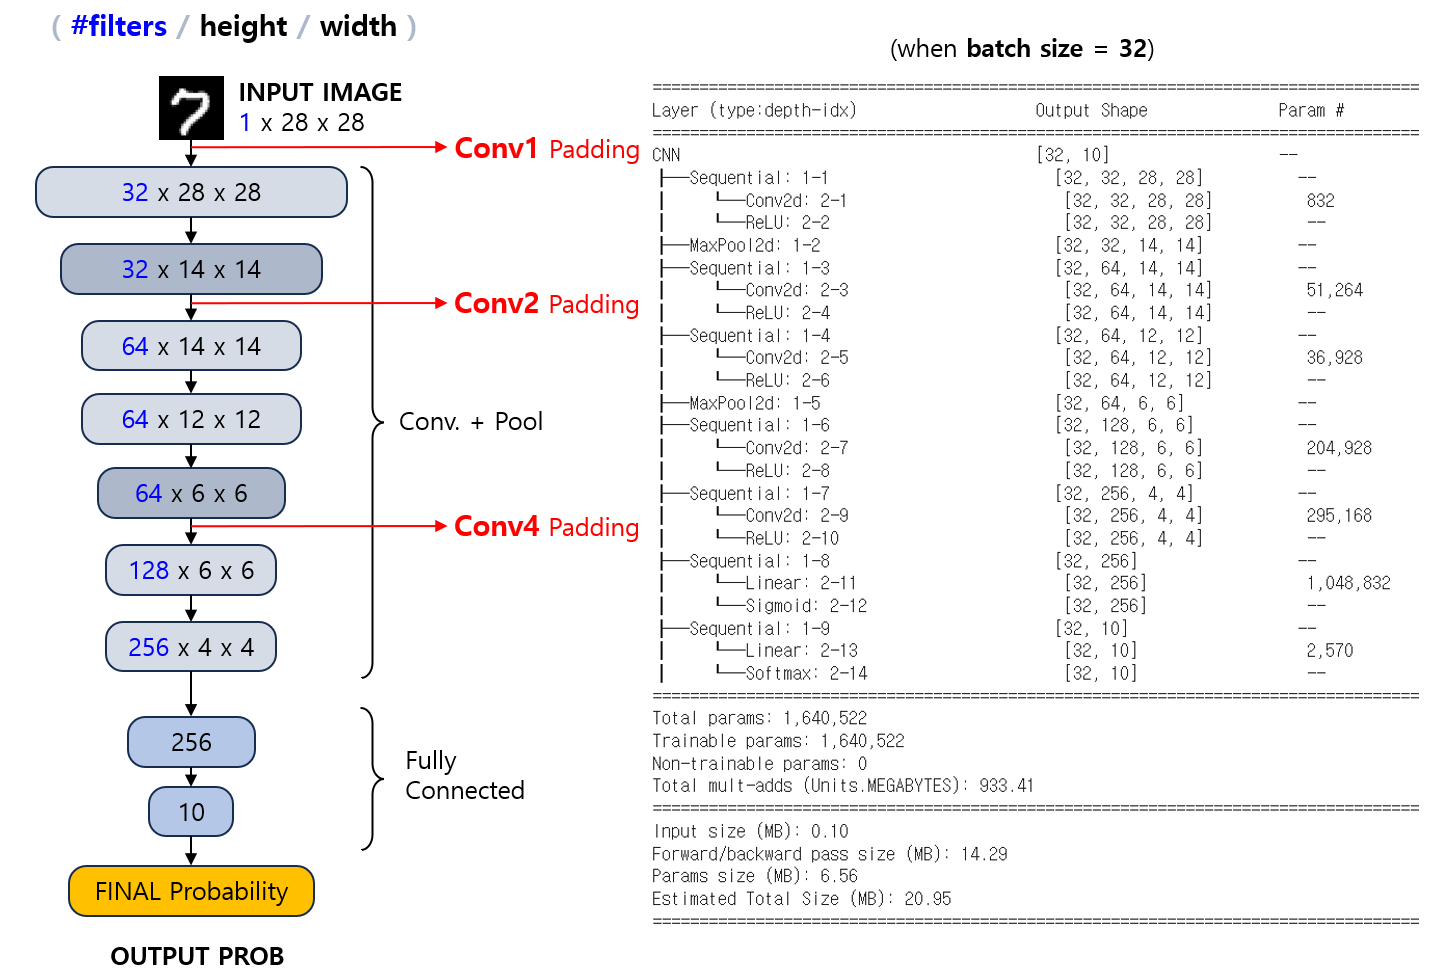 ( #filters / height / width )
INPUT IMAGE
1 x 28 x 28
32 x 28 x 28
32 x 14 x 14
64 x 14 x 14
64 x 12 x 12
64 x 6 x 6
128 x 6 x 6
256 x 4 x 4
256
10
FINAL Probability
OUTPUT PROB
Conv1 Padding
Conv2 Padding
Conv4 Padding
Conv. + Pool
Fully
Connected
(when batch size = 32)
Layer (type:depth-idx) Output Shape Param #
CNN [32, 10] --
├──Sequential: 1-1 [32, 32, 28, 28] --
│ └──Conv2d: 2-1 [32, 32, 28, 28] 832
│ └──ReLU: 2-2 [32, 32, 28, 28] --
├──MaxPool2d: 1-2 [32, 32, 14, 14] --
├──Sequential: 1-3 [32, 64, 14, 14] --
│ └──Conv2d: 2-3 [32, 64, 14, 14] 51,264
│ └──ReLU: 2-4 [32, 64, 14, 14] --
├──Sequential: 1-4 [32, 64, 12, 12] --
│ └──Conv2d: 2-5 [32, 64, 12, 12] 36,928
│ └──ReLU: 2-6 [32, 64, 12, 12] --
├──MaxPool2d: 1-5 [32, 64, 6, 6] --
├──Sequential: 1-6 [32, 128, 6, 6] --
│ └──Conv2d: 2-7 [32, 128, 6, 6] 204,928
│ └──ReLU: 2-8 [32, 128, 6, 6] --
├──Sequential: 1-7 [32, 256, 4, 4] --
│ └──Conv2d: 2-9 [32, 256, 4, 4] 295,168
│ └──ReLU: 2-10 [32, 256, 4, 4] --
├──Sequential: 1-8 [32, 256] --
│ └──Linear: 2-11 [32, 256] 1,048,832
│ └──Sigmoid: 2-12 [32, 256] --
├──Sequential: 1-9 [32, 10] --
│ └──Linear: 2-13 [32, 10] 2,570
│ └──Softmax: 2-14 [32, 10] --
Total params: 1,640,522
Trainable params: 1,640,522
Non-trainable params: 0
Total mult-adds (Units.MEGABYTES): 933.41
Input size (MB): 0.10
Forward/backward pass size (MB): 14.29
Params size (MB): 6.56
Estimated Total Size (MB): 20.95